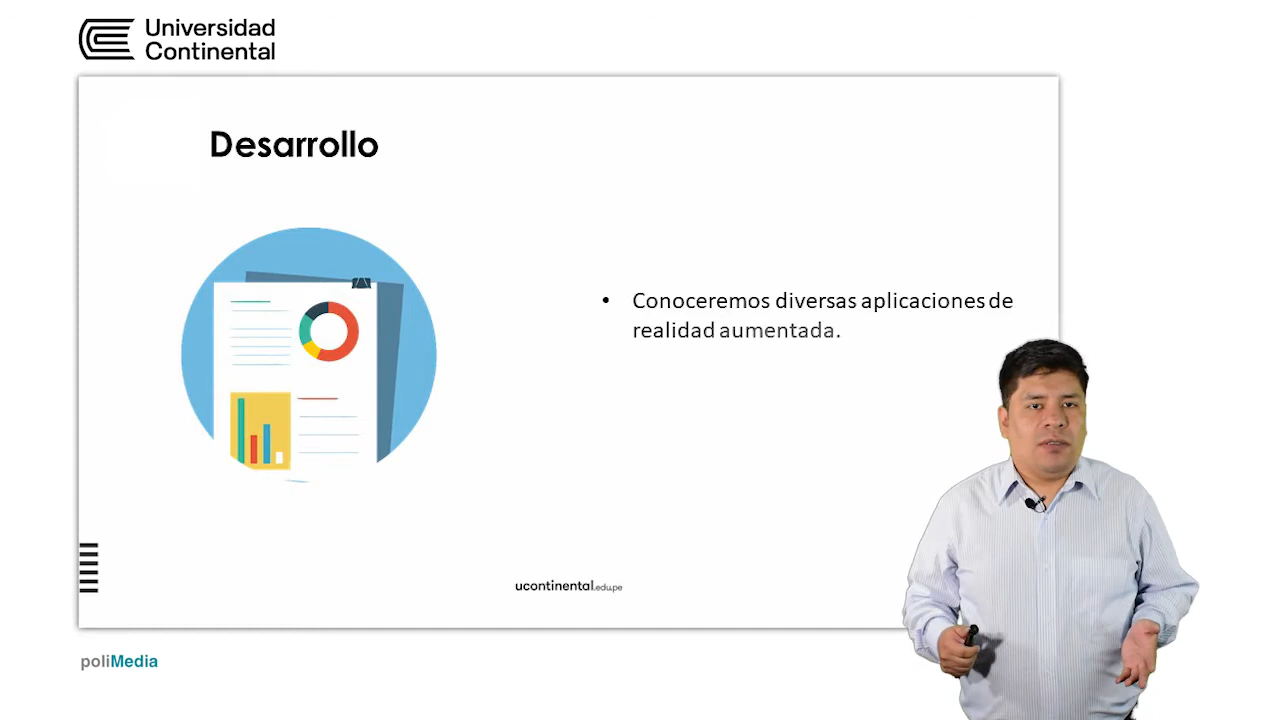 Universidad
Continental
Desarrollo
• Conoceremos diversas aplicaciones de
realidad aumentada.
ucontinental.edu.pe
poliMedia